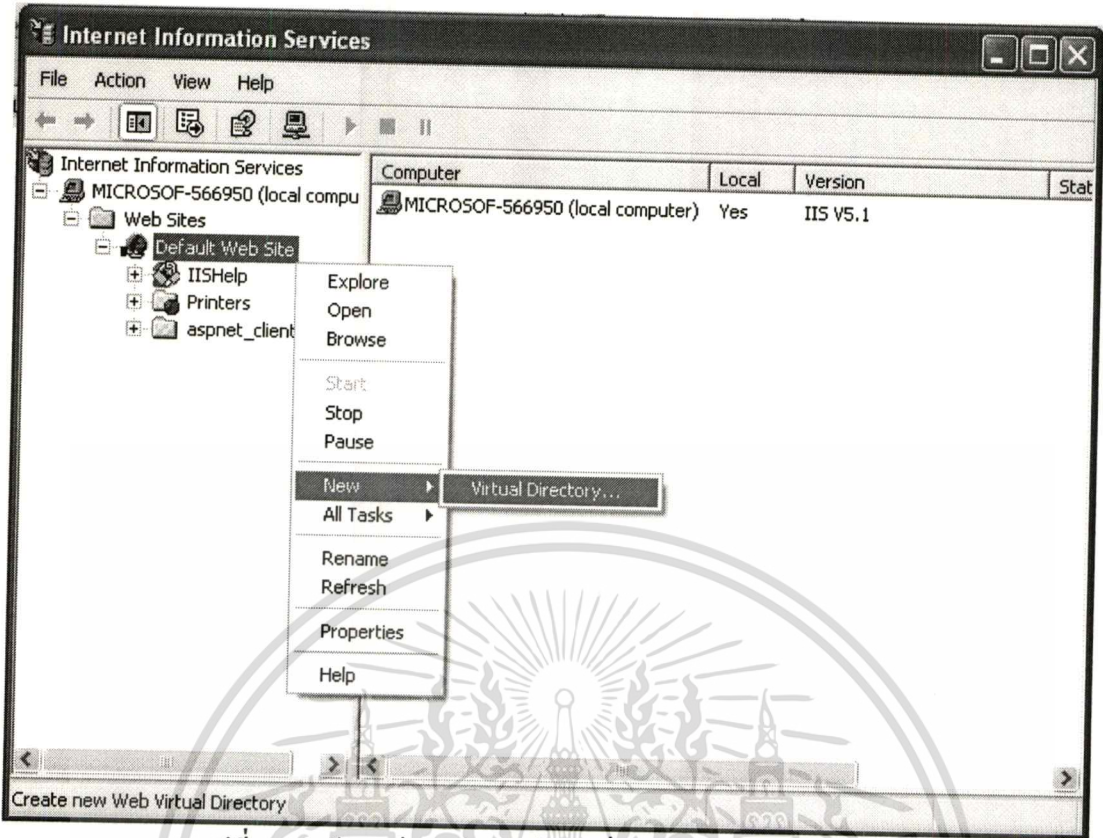 Internet Information Services
File Action View Help
Internet Information Services
MICROSOF-566950 (local compu
Web Sites
Default Web Site
IISHelp
Printers
aspnet_client
Computer Local Version Stat
MICROSOF-566950 (local computer) Yes IIS V5.1
Explore
Open
Browse
Start
Stop
Pause
New
Virtual Directory...
All Tasks
Rename
Refresh
Properties
Help
Create new Web Virtual Directory